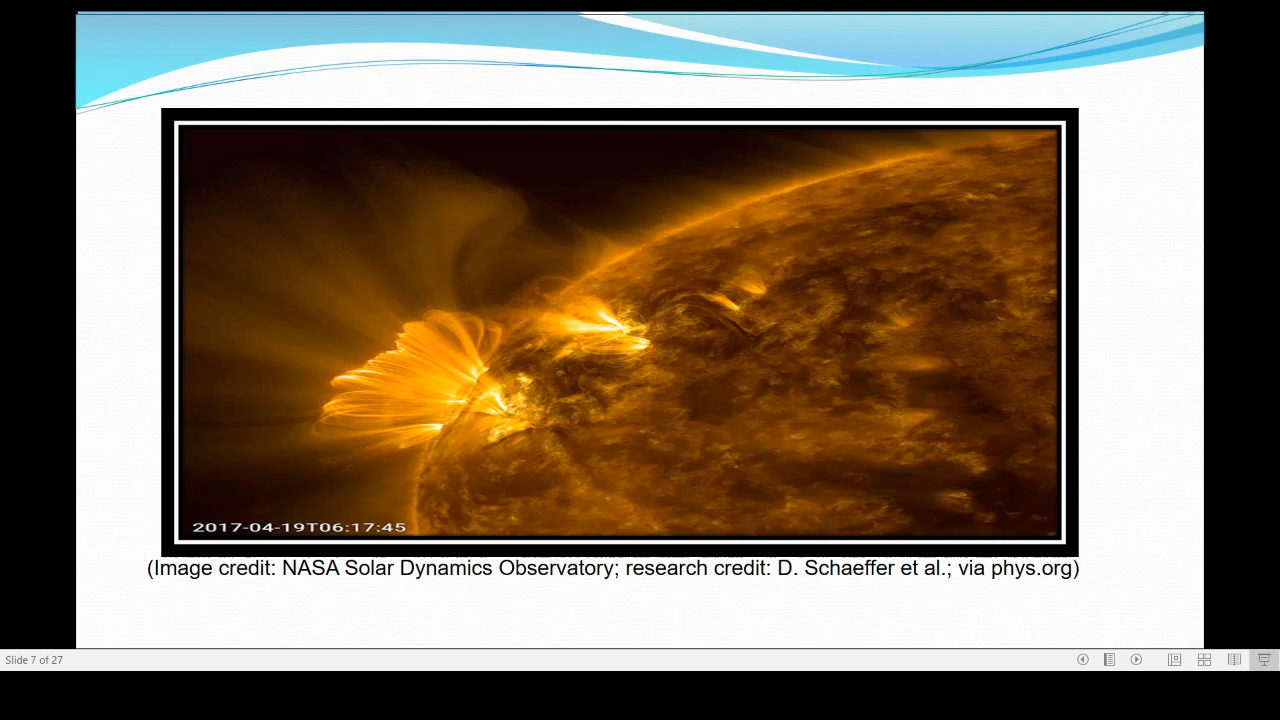 2017-04-19T06:17:45
(Image credit: NASA Solar Dynamics Observatory; research credit: D. Schaeffer et al.; via phys.org)
Slide 7 of 27